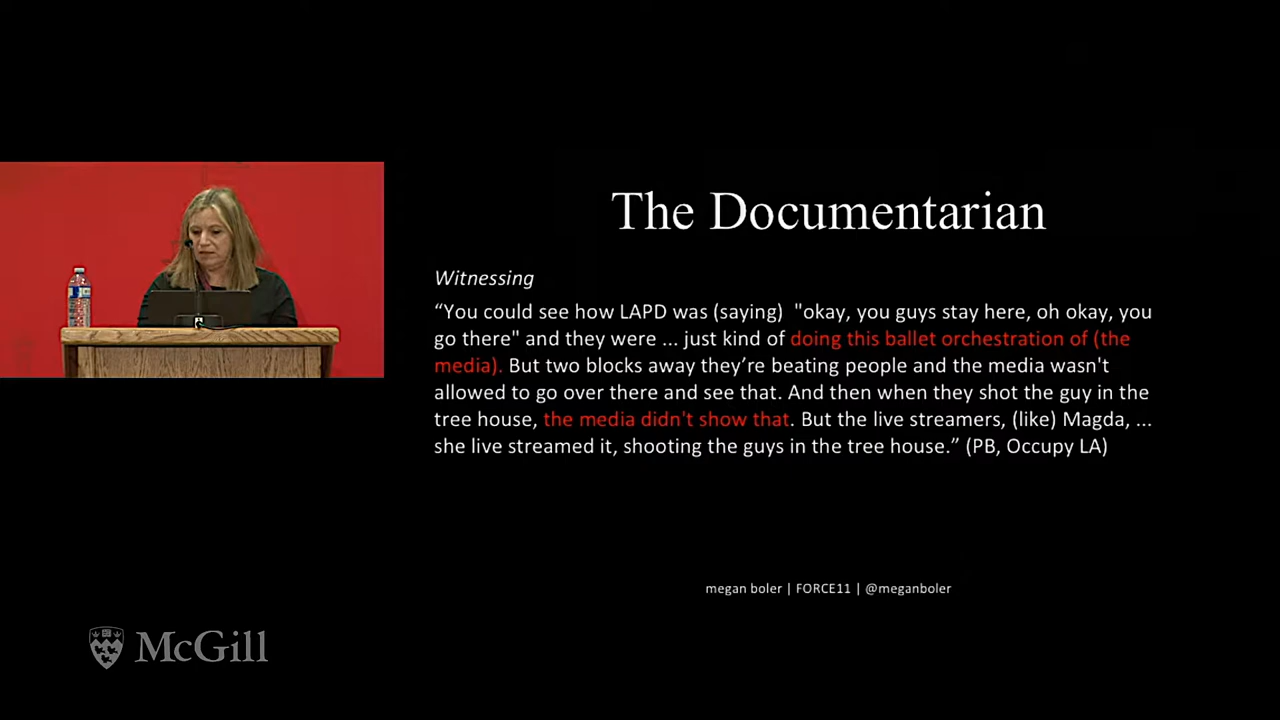 The Documentarian
Witnessing
“You could see how LAPD was (saying) "okay, you guys stay here, oh okay, you
go there" and they were ... just kind of doing this ballet orchestration of (the
media). But two blocks away they’re beating people and the media wasn't
allowed to go over there and see that. And then when they shot the guy in the
tree house, the media didn't show that. But the live streamers, (like) Magda, ...
she live streamed it, shooting the guys in the tree house.” (PB, Occupy LA)
megan boler | FORCE11 | @meganboler
McGill